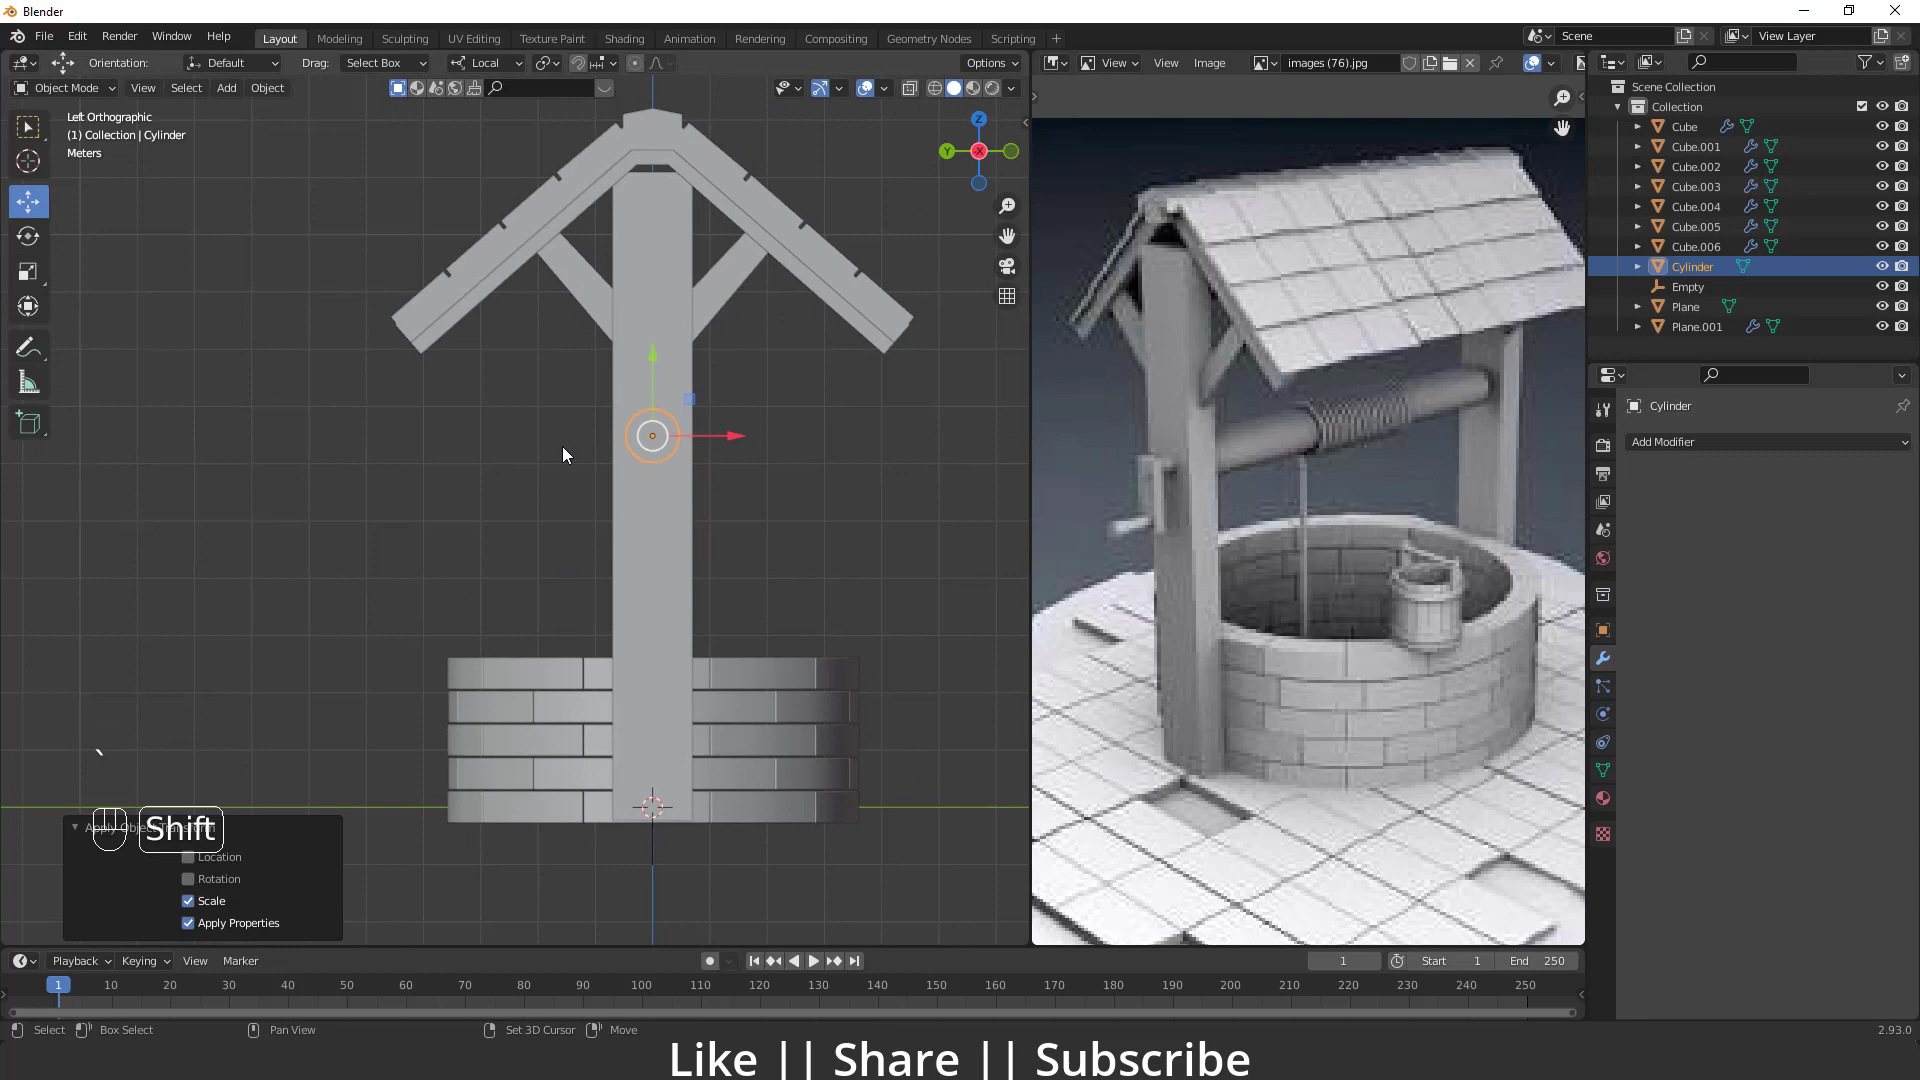 Blender
File Edit Render Window Help
Layout Modeling Sculpting UV Editing Texture Paint Shading Animation Rendering Compositing Geometry Nodes Scripting +
Scene
View Layer
Orientation: Default Drag: Select Box Local Options
View View Image images (76).jpg
Object Mode View Select Add Object
Left Orthographic
(1) Collection | Cylinder
Meters
Z
Y
X
Scene Collection
Collection
Cube
Cube.001
Cube.002
Cube.003
Cube.004
Cube.005
Cube.006
Cylinder
Empty
Plane
Plane.001
Cylinder
Add Modifier
Shift
Apply Object Transform
Location
Rotation
Scale
Apply Properties
Playback Keying View Marker
1 Start 1 End 250
1 10 20 30 40 50 60 70 80 90 100 110 120 130 140 150 160 170 180 190 200 210 220 230 240 250
Select Box Select Pan View Set 3D Cursor Move
2.93.0
Like || Share || Subscribe